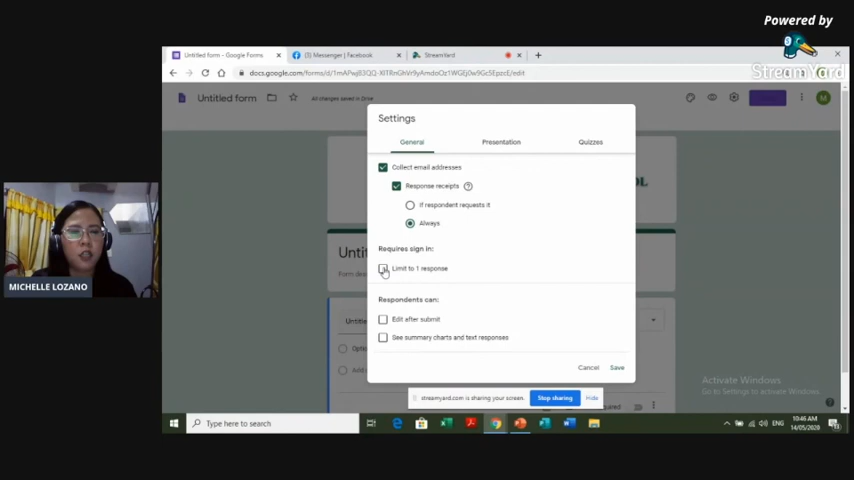 Powered by
StreamYard
Untitled form - Google Forms
(5) Messenger | Facebook
StreamYard
Untitled form
All changes saved in Drive
M
Settings
General
Presentation
Quizzes
Collect email addresses
Response receipts
If respondent requests it
Always
Requires sign in:
Limit to 1 response
Respondents can:
Edit after submit
See summary charts and text responses
Cancel
Save
MICHELLE LOZANO
Activate Windows
Go to Settings to activate Windows.
streamyard.com is sharing your screen.
Stop sharing
Hide
Type here to search
ENG
10:46 AM
14/05/2020